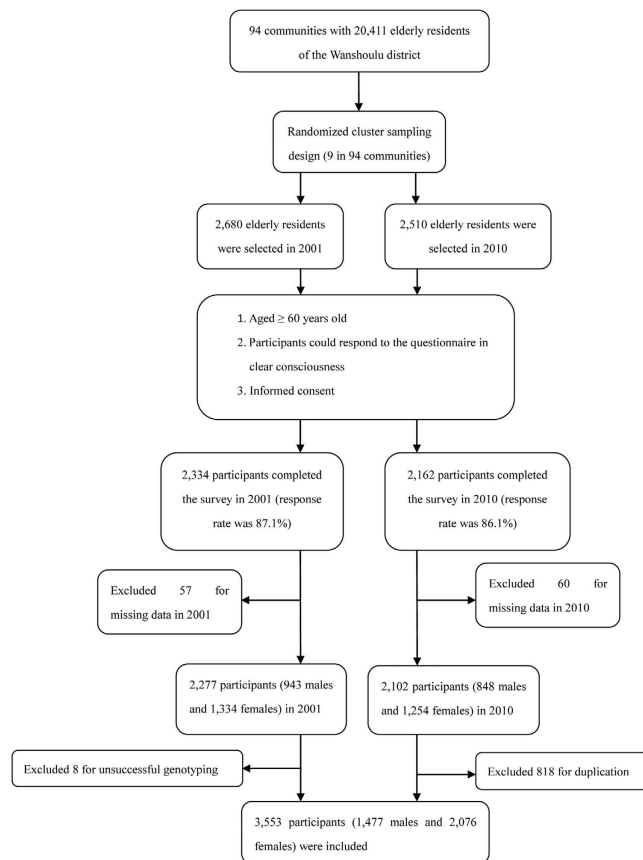 94 communities with 20,411 elderly residents
of the Wanshoulu district
Randomized cluster sampling
design (9 in 94 communities)
2,680 elderly residents
were selected in 2001
2,510 elderly residents were
selected in 2010
1. Aged ≥ 60 years old
2. Participants could respond to the questionnaire in
clear consciousness
3. Informed consent
2,334 participants completed
the survey in 2001 (response
rate was 87.1%)
2,162 participants completed
the survey in 2010 (response
rate was 86.1%)
Excluded 57 for
missing data in 2001
Excluded 60 for
missing data in 2010
2,277 participants (943 males
and 1,334 females) in 2001
2,102 participants (848 males
and 1,254 females) in 2010
Excluded 8 for unsuccessful genotyping
Excluded 818 for duplication
3,553 participants (1,477 males and 2,076
females) were included